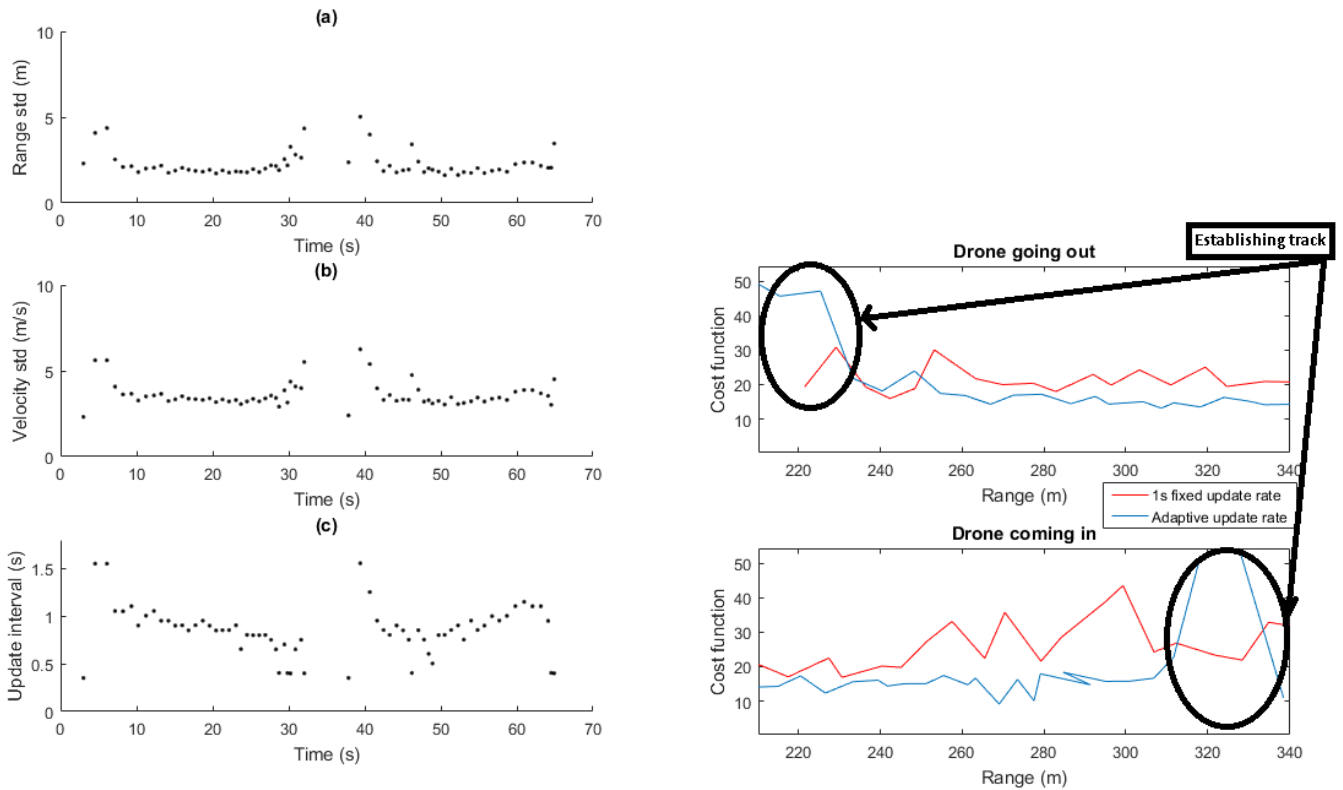 (a)
10
5
0
Range std (m)
0 10 20 30 40 50 60 70
Time (s)
(b)
10
5
0
Velocity std (m/s)
0 10 20 30 40 50 60 70
Time (s)
(c)
1.5
1
0.5
0
Update interval (s)
0 10 20 30 40 50 60 70
Time (s)
Establishing track
Drone going out
50
40
30
20
10
Cost function
220 240 260 280 300 320 340
Range (m)
1s fixed update rate
Adaptive update rate
Drone coming in
50
40
30
20
10
Cost function
220 240 260 280 300 320 340
Range (m)